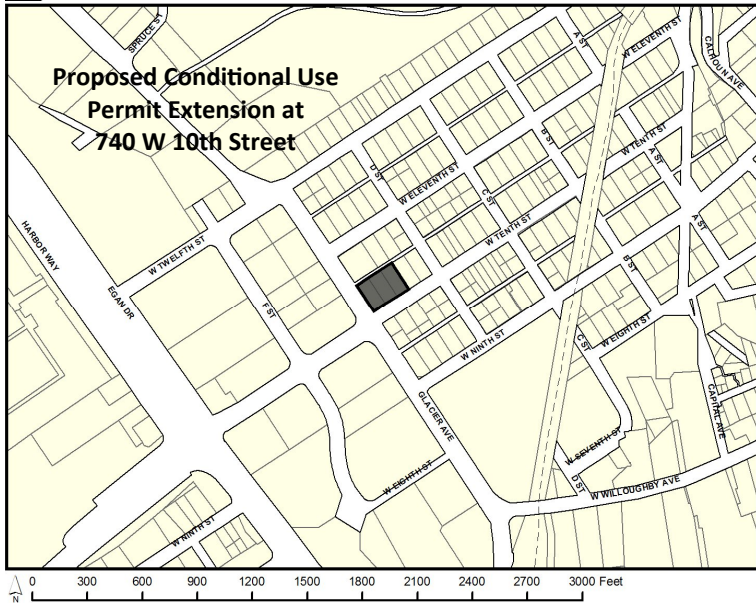 Proposed Conditional Use
Permit Extension at
740 W 10th Street
SPRUCE ST
A ST
W ELEVENTH ST
CALHOUN AVE
D ST
B ST
W TENTH ST
A ST
W ELEVENTH ST
C ST
HARBOR WAY
W TWELFTH ST
W TENTH ST
A ST
EGAN DR
F ST
B ST
W NINTH ST
C ST
W EIGHTH ST
GLACIER AVE
CAPITAL AVE
W SEVENTH ST
W EIGHTH ST
D ST
W WILLOUGHBY AVE
W NINTH ST
N
0 300 600 900 1200 1500 1800 2100 2400 2700 3000 Feet